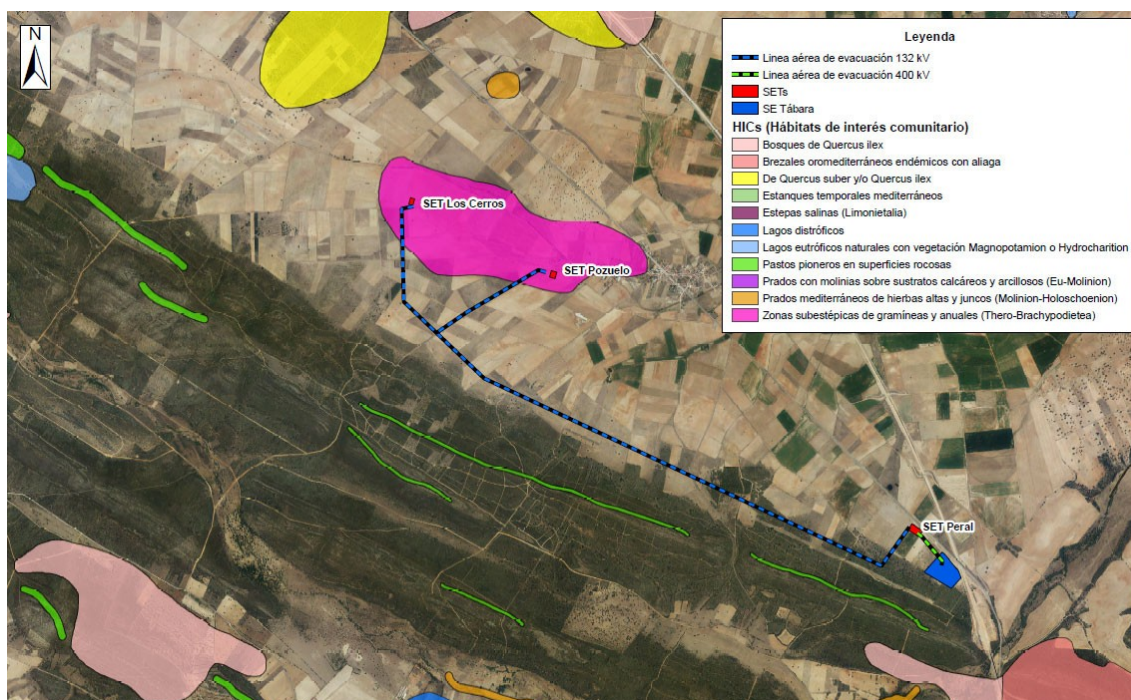 N
Leyenda
Linea aérea de evacuación 132 kV
Linea aérea de evacuación 400 kV
SETs
SE Tábara
HICs (Hábitats de interés comunitario)
Bosques de Quercus ilex
Brezales oromediterráneos endémicos con aliaga
De Quercus suber y/o Quercus ilex
Estanques temporales mediterráneos
Estepas salinas (Limonietalia)
Lagos distróficos
Lagos eutróficos naturales con vegetación Magnopotamion o Hydrocharition
Pastos pioneros en superficies rocosas
Prados con molinias sobre sustratos calcáreos y arcillosos (Eu-Molinion)
Prados mediterráneos de hierbas altas y juncos (Molinion-Holoschoenion)
Zonas subestépicas de gramíneas y anuales (Thero-Brachypodietea)
SET Los Cerros
SET Pozuelo
SET Peral